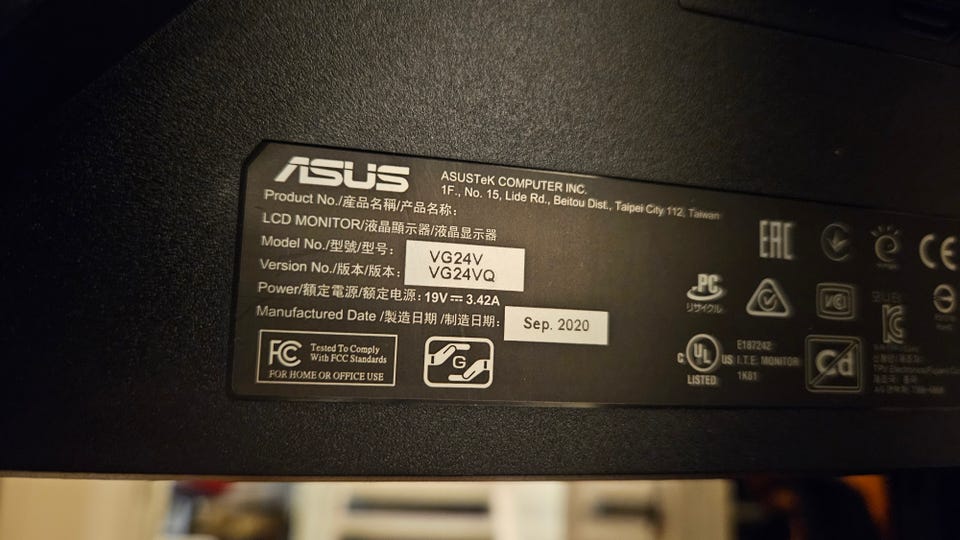 ASUS
ASUSTeK COMPUTER INC.
1F., No. 15, Lide Rd., Beitou Dist., Taipei City 112, Taiwan
Product No./産品名稱/产品名称:
LCD MONITOR/液晶顯示器/液晶显示器
Model No./型號/型号: VG24V
Version No./版本/版本: VG24VQ
Power/額定電源/额定电源: 19V⎓3.42A
Manufactured Date /製造日期 /制造日期: Sep. 2020
FC Tested To Comply
With FCC Standards
FOR HOME OR OFFICE USE
G
EAC
CE
PC
リサイクル
C UL US
LISTED
E187242
I.T.E. MONITOR
1K81
Cd